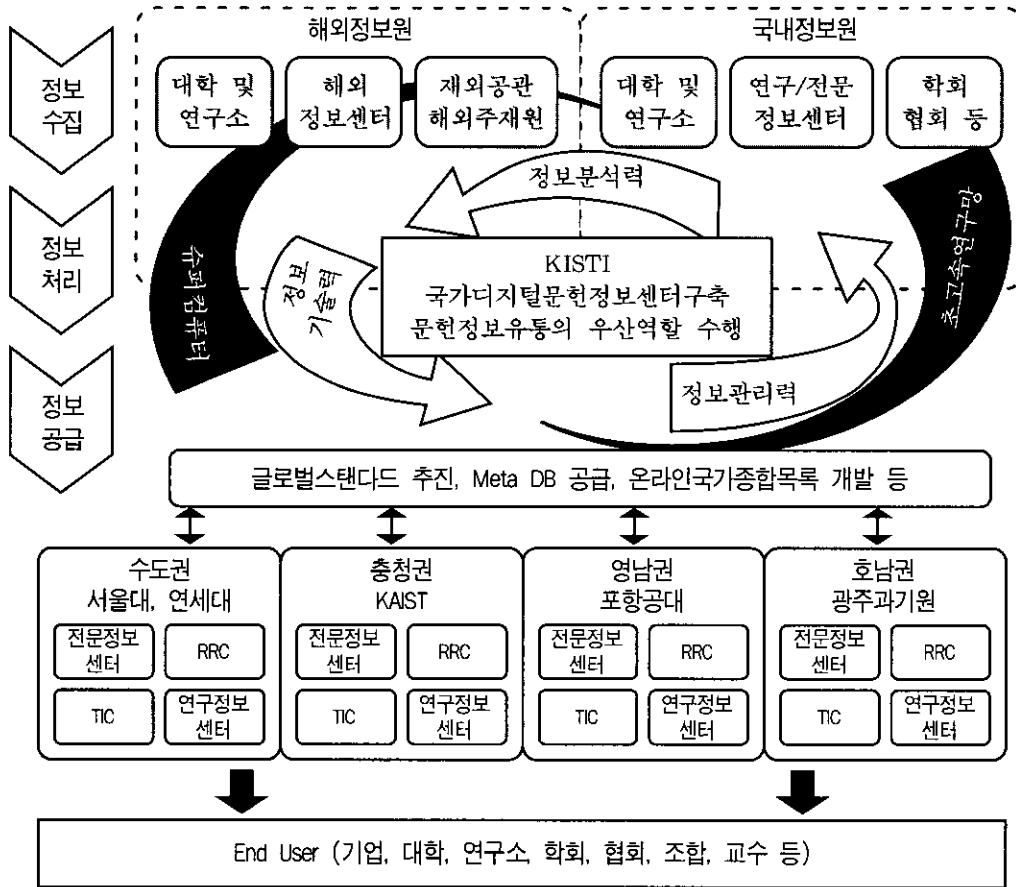 해외정보원
국내정보원
정보
수집
대학 및
연구소
해외
정보센터
재외공관
해외주재원
대학 및
연구소
연구/전문
정보센터
학회
협회 등
정보
처리
정보분석력
슈퍼컴퓨터
정보
기술력
KISTI
국가디지털문헌정보센터구축
문헌정보유통의 우산역할 수행
초고속연구망
정보관리력
정보
공급
글로벌스탠다드 추진, Meta DB 공급, 온라인국가종합목록 개발 등
수도권
서울대, 연세대
전문정보
센터
RRC
TIC
연구정보
센터
충청권
KAIST
전문정보
센터
RRC
TIC
연구정보
센터
영남권
포항공대
전문정보
센터
RRC
TIC
연구정보
센터
호남권
광주과기원
전문정보
센터
RRC
TIC
연구정보
센터
End User (기업, 대학, 연구소, 학회, 협회, 조합, 교수 등)